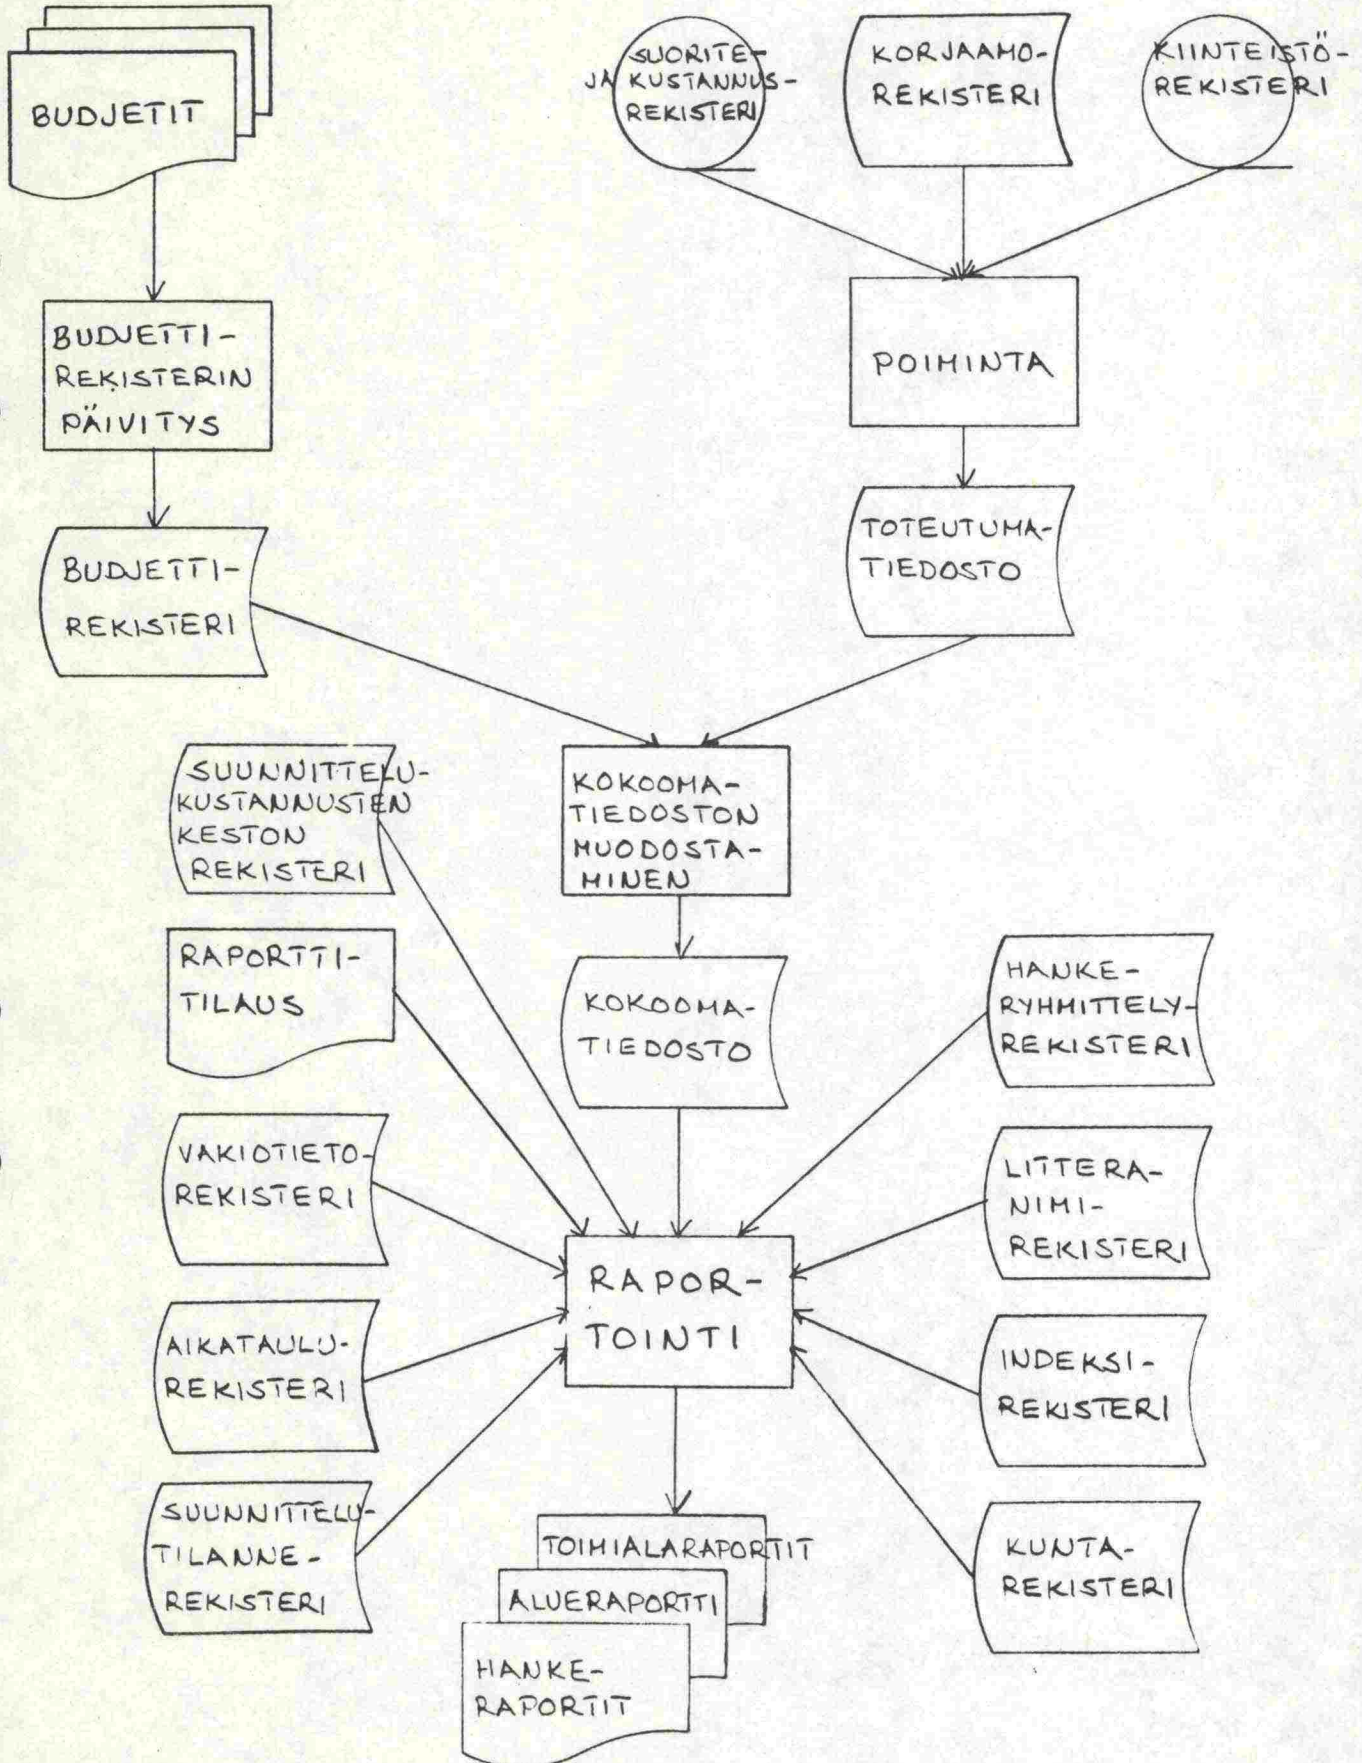 BUDJETIT
SUORITE-
JA KUSTANNUS-
REKISTERI
KORJAAMO-
REKISTERI
KIINTEISTÖ-
REKISTERI
BUDJETTI-
REKISTERIN
PÄIVITYS
POIMINTA
BUDJETTI-
REKISTERI
TOTEUTUMA-
TIEDOSTO
SUUNNITTELU-
KUSTANNUSTEN
KESTON
REKISTERI
KOKOOMA-
TIEDOSTON
MUODOSTA-
MINEN
RAPORTTI-
TILAUS
KOKOOMA-
TIEDOSTO
HANKE-
RYHMITTELY-
REKISTERI
VAKIOTIETO-
REKISTERI
LITTERA-
NIMI-
REKISTERI
RAPOR-
TOINTI
AIKATAULU-
REKISTERI
INDEKSI-
REKISTERI
SUUNNITTELU-
TILANNE-
REKISTERI
KUNTA-
REKISTERI
TOIMIALARAPORTIT
ALUERAPORTTI
HANKE-
RAPORTIT